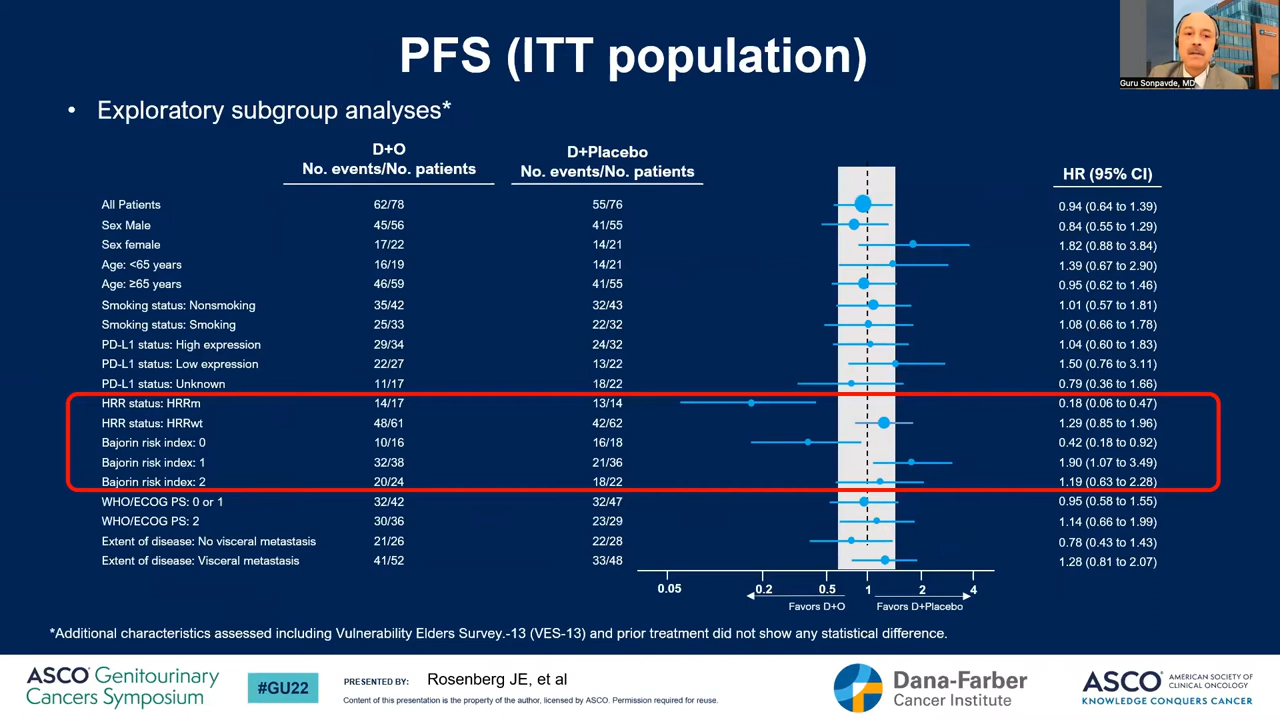 PFS (ITT population)
Guru Sonpavde, MD
• Exploratory subgroup analyses*
D+O
No. events/No. patients
D+Placebo
No. events/No. patients
HR (95% CI)
All Patients 62/78 55/76 0.94 (0.64 to 1.39)
Sex Male 45/56 41/55 0.84 (0.55 to 1.29)
Sex female 17/22 14/21 1.82 (0.88 to 3.84)
Age: <65 years 16/19 14/21 1.39 (0.67 to 2.90)
Age: ≥65 years 46/59 41/55 0.95 (0.62 to 1.46)
Smoking status: Nonsmoking 35/42 32/43 1.01 (0.57 to 1.81)
Smoking status: Smoking 25/33 22/32 1.08 (0.66 to 1.78)
PD-L1 status: High expression 29/34 24/32 1.04 (0.60 to 1.83)
PD-L1 status: Low expression 22/27 13/22 1.50 (0.76 to 3.11)
PD-L1 status: Unknown 11/17 18/22 0.79 (0.36 to 1.66)
HRR status: HRRm 14/17 13/14 0.18 (0.06 to 0.47)
HRR status: HRRwt 48/61 42/62 1.29 (0.85 to 1.96)
Bajorin risk index: 0 10/16 16/18 0.42 (0.18 to 0.92)
Bajorin risk index: 1 32/38 21/36 1.90 (1.07 to 3.49)
Bajorin risk index: 2 20/24 18/22 1.19 (0.63 to 2.28)
WHO/ECOG PS: 0 or 1 32/42 32/47 0.95 (0.58 to 1.55)
WHO/ECOG PS: 2 30/36 23/29 1.14 (0.66 to 1.99)
Extent of disease: No visceral metastasis 21/26 22/28 0.78 (0.43 to 1.43)
Extent of disease: Visceral metastasis 41/52 33/48 1.28 (0.81 to 2.07)
0.05 0.2 0.5 1 2 4
Favors D+O Favors D+Placebo
*Additional characteristics assessed including Vulnerability Elders Survey.-13 (VES-13) and prior treatment did not show any statistical difference.
ASCO Genitourinary
Cancers Symposium
#GU22
PRESENTED BY: Rosenberg JE, et al
Content of this presentation is the property of the author, licensed by ASCO. Permission required for reuse.
Dana-Farber
Cancer Institute
ASCO AMERICAN SOCIETY OF
CLINICAL ONCOLOGY
KNOWLEDGE CONQUERS CANCER